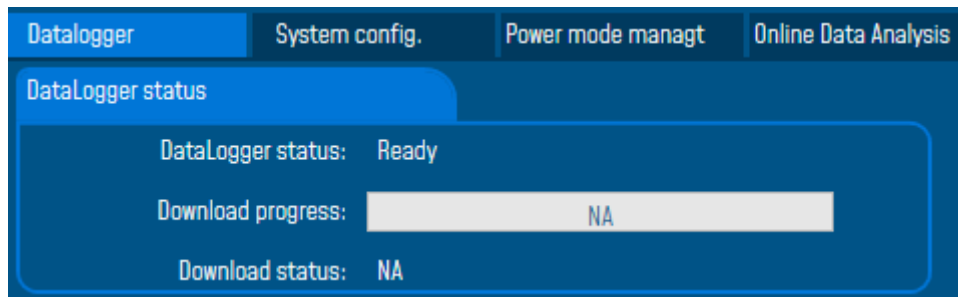 Datalogger System config. Power mode managt Online Data Analysis
DataLogger status
DataLogger status: Ready
Download progress: NA
Download status: NA